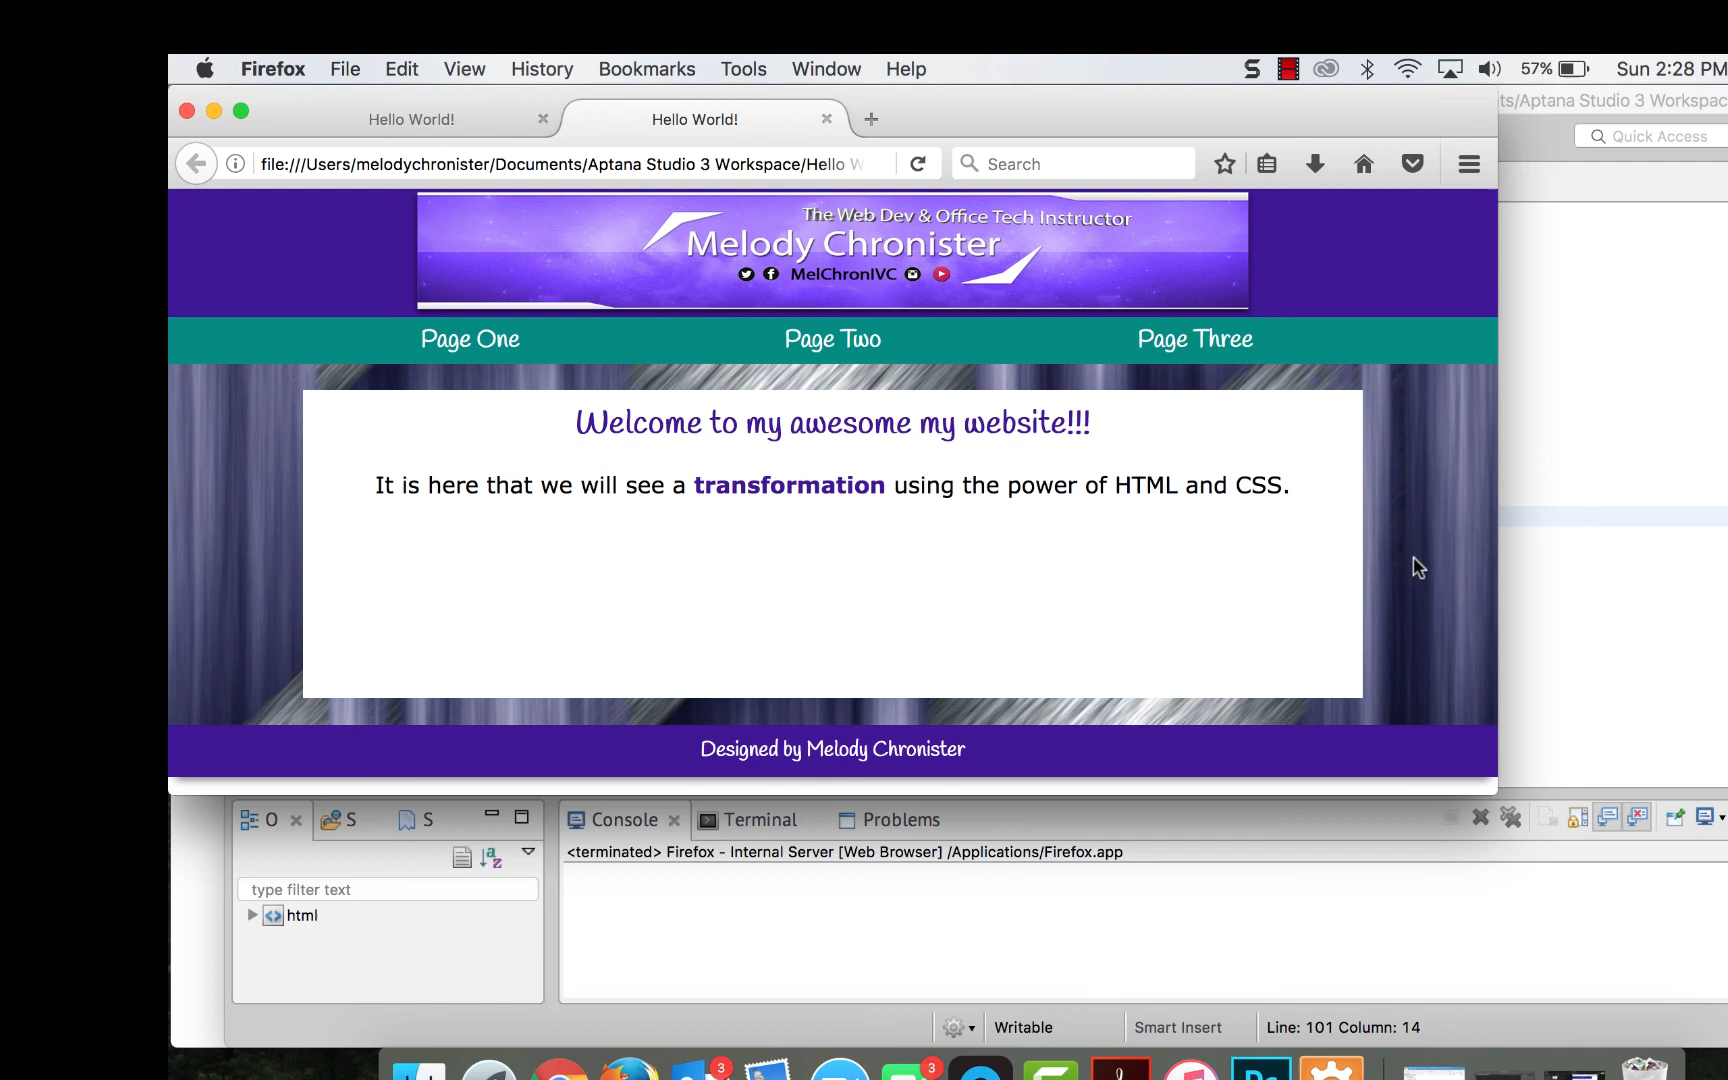 Firefox File Edit View History Bookmarks Tools Window Help 57% Sun 2:28 PM
ts/Aptana Studio 3 Workspac
Hello World! Hello World!
Quick Access
file:///Users/melodychronister/Documents/Aptana Studio 3 Workspace/Hello W Search
The Web Dev & Office Tech Instructor
Melody Chronister
MelChronIVC
Page One Page Two Page Three
Welcome to my awesome my website!!!
It is here that we will see a transformation using the power of HTML and CSS.
Designed by Melody Chronister
O S S Console Terminal Problems
<terminated> Firefox - Internal Server [Web Browser] /Applications/Firefox.app
type filter text
html
Writable Smart Insert Line: 101 Column: 14
3 3
Ps